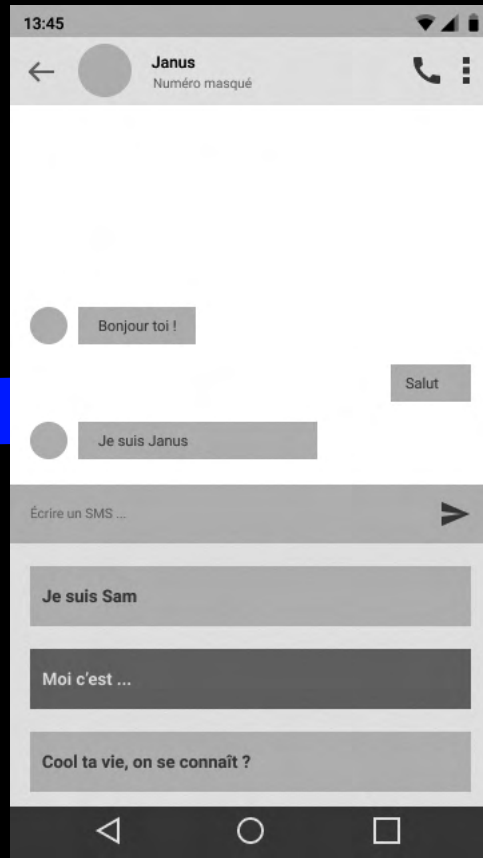 13:45
Janus
Numéro masqué
Bonjour toi !
Salut
Je suis Janus
Écrire un SMS ...
Je suis Sam
Moi c'est ...
Cool ta vie, on se connaît ?